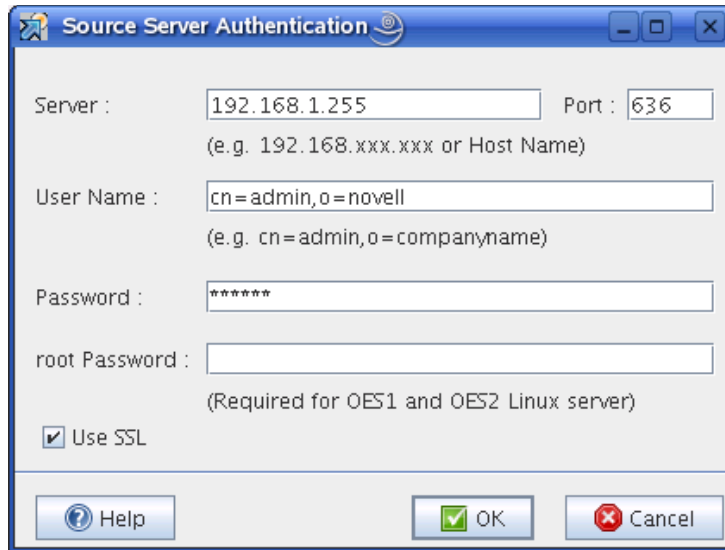 Source Server Authentication
Server : 192.168.1.255 Port : 636
(e.g. 192.168.xxx.xxx or Host Name)
User Name : cn=admin,o=novell
(e.g. cn=admin,o=companyname)
Password : ******
root Password :
(Required for OES1 and OES2 Linux server)
Use SSL
Help OK Cancel